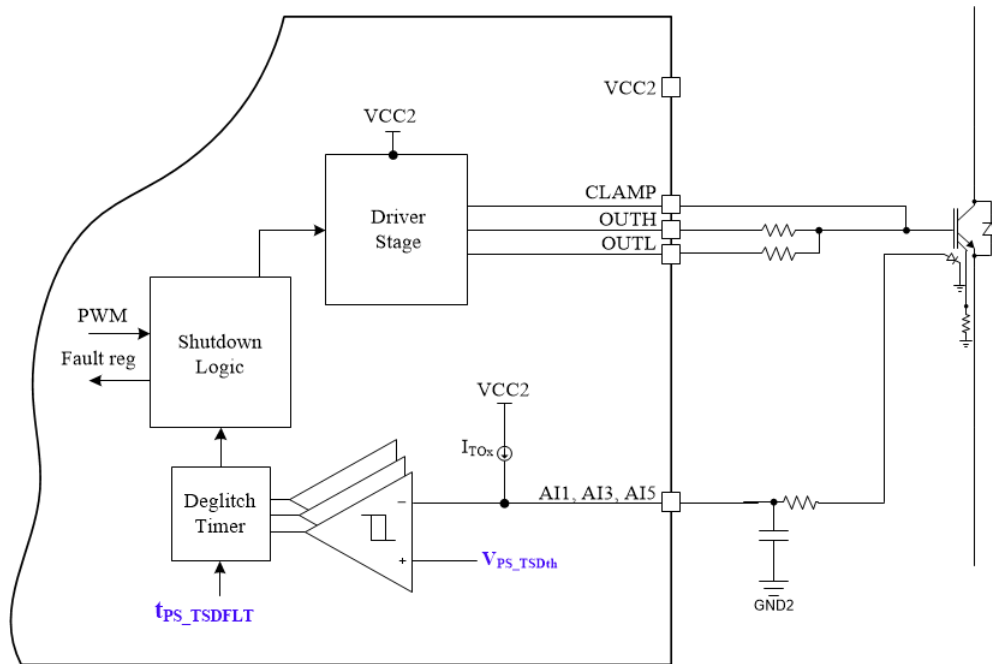 VCC2
VCC2
CLAMP
OUTH
OUTL
Driver
Stage
PWM
Fault reg
Shutdown
Logic
VCC2
ITOx
Deglitch
Timer
AI1, AI3, AI5
−
+
VPS_TSDth
tPS_TSDFLT
GND2